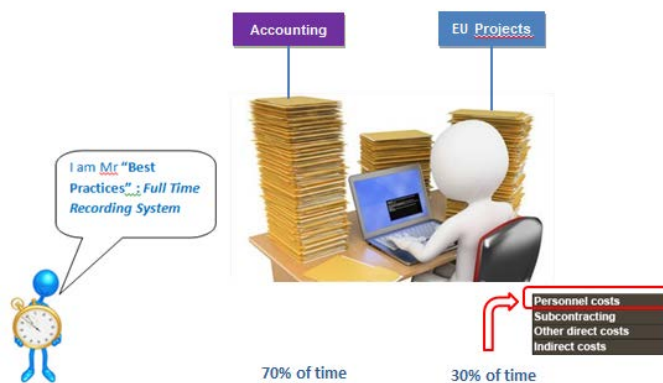 Accounting
EU Projects
I am Mr “Best
Practices” : Full Time
Recording System
Personnel costs
Subcontracting
Other direct costs
Indirect costs
70% of time
30% of time